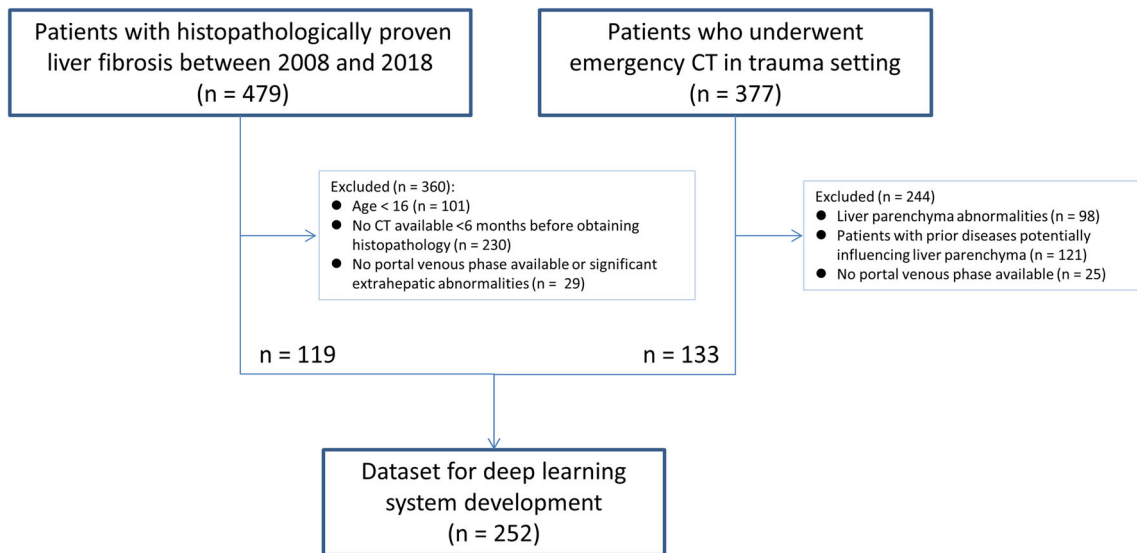 Patients with histopathologically proven
liver fibrosis between 2008 and 2018
(n = 479)
Patients who underwent
emergency CT in trauma setting
(n = 377)
Excluded (n = 360):
● Age < 16 (n = 101)
● No CT available <6 months before obtaining
histopathology (n = 230)
● No portal venous phase available or significant
extrahepatic abnormalities (n = 29)
Excluded (n = 244)
● Liver parenchyma abnormalities (n = 98)
● Patients with prior diseases potentially
influencing liver parenchyma (n = 121)
● No portal venous phase available (n = 25)
n = 119
n = 133
Dataset for deep learning
system development
(n = 252)